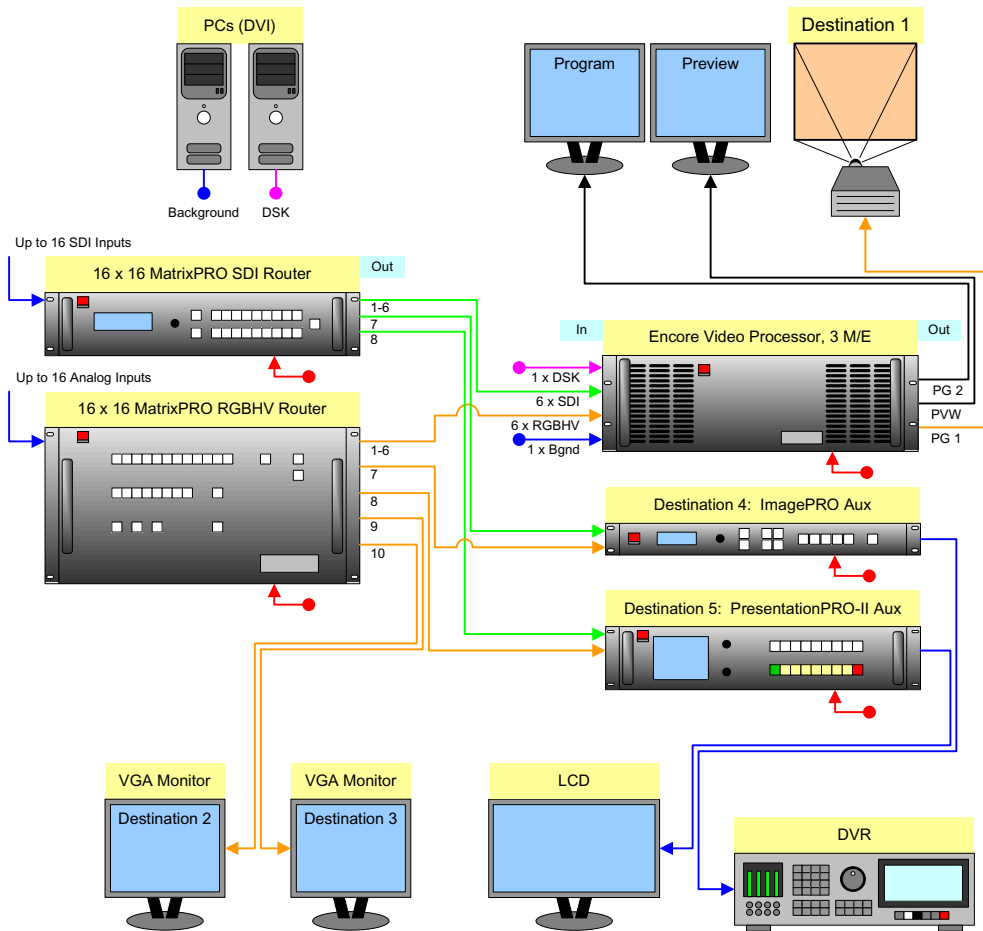 PCs (DVI)
Background
DSK
Program
Preview
Destination 1
Up to 16 SDI Inputs
16 x 16 MatrixPRO SDI Router
Out
1-6
7
8
Up to 16 Analog Inputs
16 x 16 MatrixPRO RGBHV Router
1-6
7
8
9
10
In
Encore Video Processor, 3 M/E
Out
1 x DSK
6 x SDI
6 x RGBHV
1 x Bgnd
PG 2
PVW
PG 1
Destination 4: ImagePRO Aux
Destination 5: PresentationPRO-II Aux
VGA Monitor
Destination 2
VGA Monitor
Destination 3
LCD
DVR